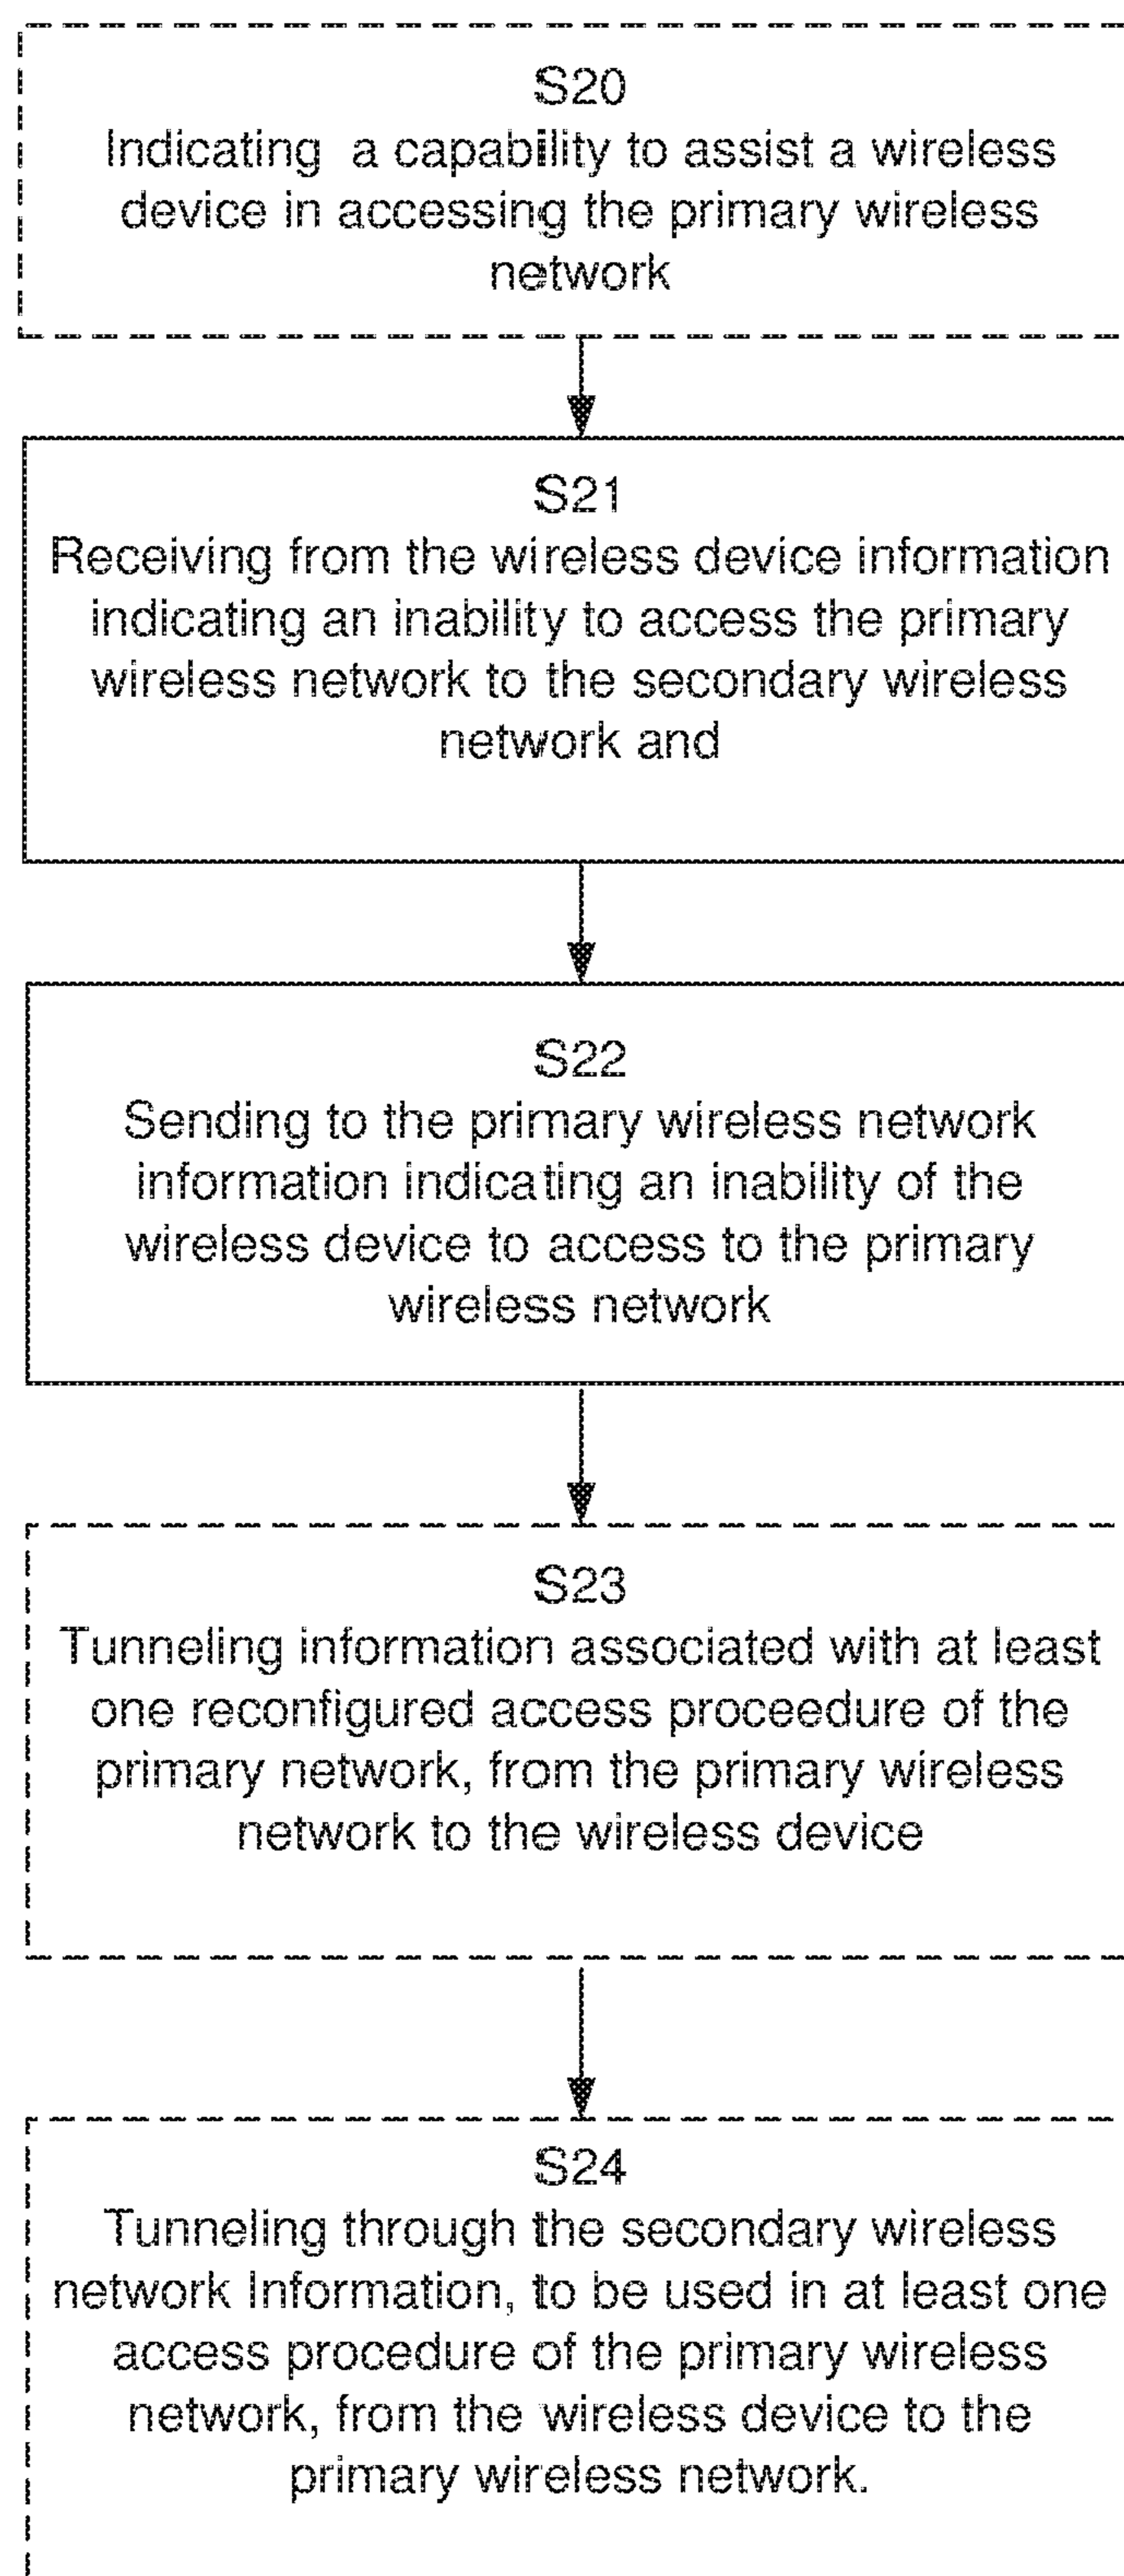 S20
Indicating a capability to assist a wireless
device in accessing the primary wireless
network
S21
Receiving from the wireless device information
indicating an inability to access the primary
wireless network to the secondary wireless
network and
S22
Sending to the primary wireless network
information indicating an inability of the
wireless device to access to the primary
wireless network
S23
Tunneling information associated with at least
one reconfigured access proceedure of the
primary network, from the primary wireless
network to the wireless device
S24
Tunneling through the secondary wireless
network Information, to be used in at least one
access procedure of the primary wireless
network, from the wireless device to the
primary wireless network.